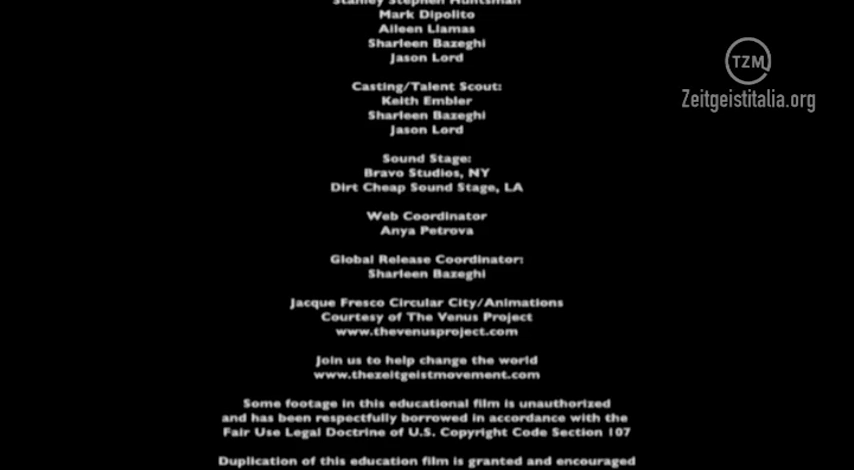 Stanley Stephen Huntsman
Mark Dipolito
Aileen Llamas
Sharleen Bazeghi
Jason Lord
Casting/Talent Scout:
Keith Embler
Sharleen Bazeghi
Jason Lord
Sound Stage:
Bravo Studios, NY
Dirt Cheap Sound Stage, LA
Web Coordinator
Anya Petrova
Global Release Coordinator:
Sharleen Bazeghi
Jacque Fresco Circular City/Animations
Courtesy of The Venus Project
www.thevenusproject.com
Join us to help change the world
www.thezeitgeistmovement.com
Some footage in this educational film is unauthorized
and has been respectfully borrowed in accordance with the
Fair Use Legal Doctrine of U.S. Copyright Code Section 107
Duplication of this education film is granted and encouraged
TZM
Zeitgeistitalia.org